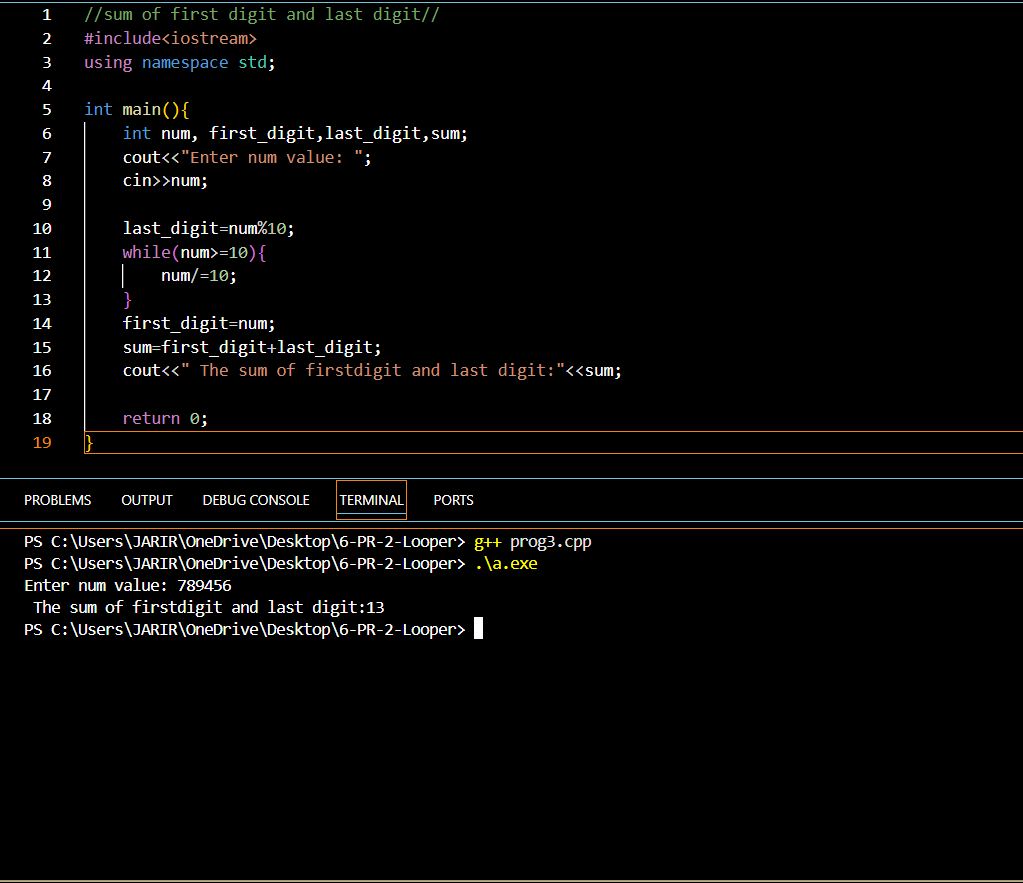 1 //sum of first digit and last digit//
2 #include<iostream>
3 using namespace std;
4
5 int main(){
6     int num, first_digit,last_digit,sum;
7     cout<<"Enter num value: ";
8     cin>>num;
9
10     last_digit=num%10;
11     while(num>=10){
12         num/=10;
13     }
14     first_digit=num;
15     sum=first_digit+last_digit;
16     cout<<" The sum of firstdigit and last digit:"<<sum;
17
18     return 0;
19 }
PROBLEMS OUTPUT DEBUG CONSOLE TERMINAL PORTS
PS C:\Users\JARIR\OneDrive\Desktop\6-PR-2-Looper> g++ prog3.cpp
PS C:\Users\JARIR\OneDrive\Desktop\6-PR-2-Looper> .\a.exe
Enter num value: 789456
 The sum of firstdigit and last digit:13
PS C:\Users\JARIR\OneDrive\Desktop\6-PR-2-Looper>